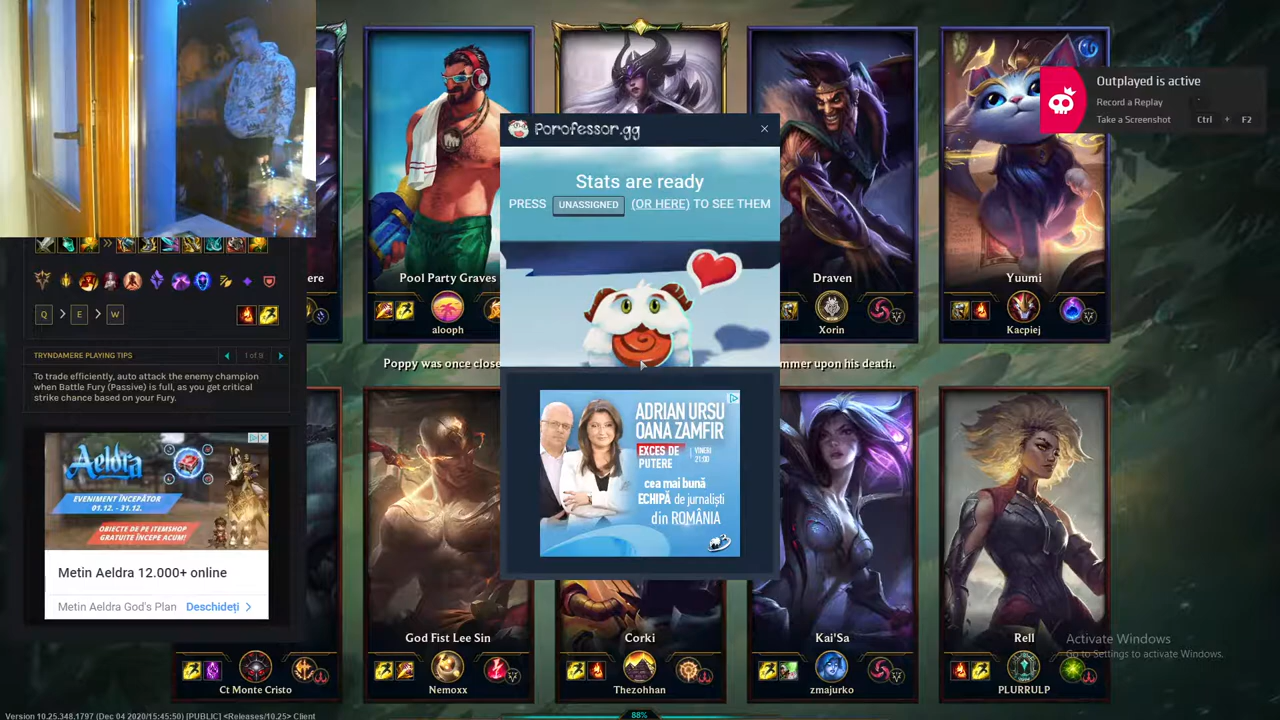 Outplayed is active
Record a Replay
Take a Screenshot Ctrl + F2
Porofessor.gg
Stats are ready
PRESS UNASSIGNED (OR HERE) TO SEE THEM
ere
Pool Party Graves
alooph
Draven
Xorin
Yuumi
Kacpiej
Q > E > W
TRYNDAMERE PLAYING TIPS 1 of 9
To trade efficiently, auto attack the enemy champion
when Battle Fury (Passive) is full, as you get critical
strike chance based on your Fury.
Poppy was once close
mmer upon his death.
ADRIAN URSU
OANA ZAMFIR
EXCES DE
PUTERE
VINERI
21:00
cea mai bună
ECHIPĂ de jurnaliști
din ROMÂNIA
Aeldra
EVENIMENT ÎNCEPĂTOR
01.12. - 31.12.
OBIECTE DE PE ITEMSHOP
GRATUITE ÎNCEPE ACUM!
Metin Aeldra 12.000+ online
Metin Aeldra God's Plan Deschideți
Ct Monte Cristo
God Fist Lee Sin
Nemoxx
Corki
Thezohhan
Kai'Sa
zmajurko
Rell
PLURRULP
Activate Windows
Go to Settings to activate Windows.
Version 10.25.348.1797 (Dec 04 2020/15:45:50) [PUBLIC] <Releases/10.25> Client
88%